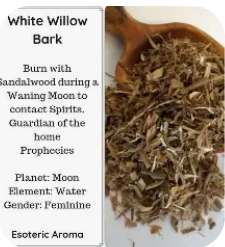 White Willow
Bark
Burn with
Sandalwood during a
Waning Moon to
contact Spirits.
Guardian of the
home
Prophecies
Planet: Moon
Element: Water
Gender: Feminine
Esoteric Aroma